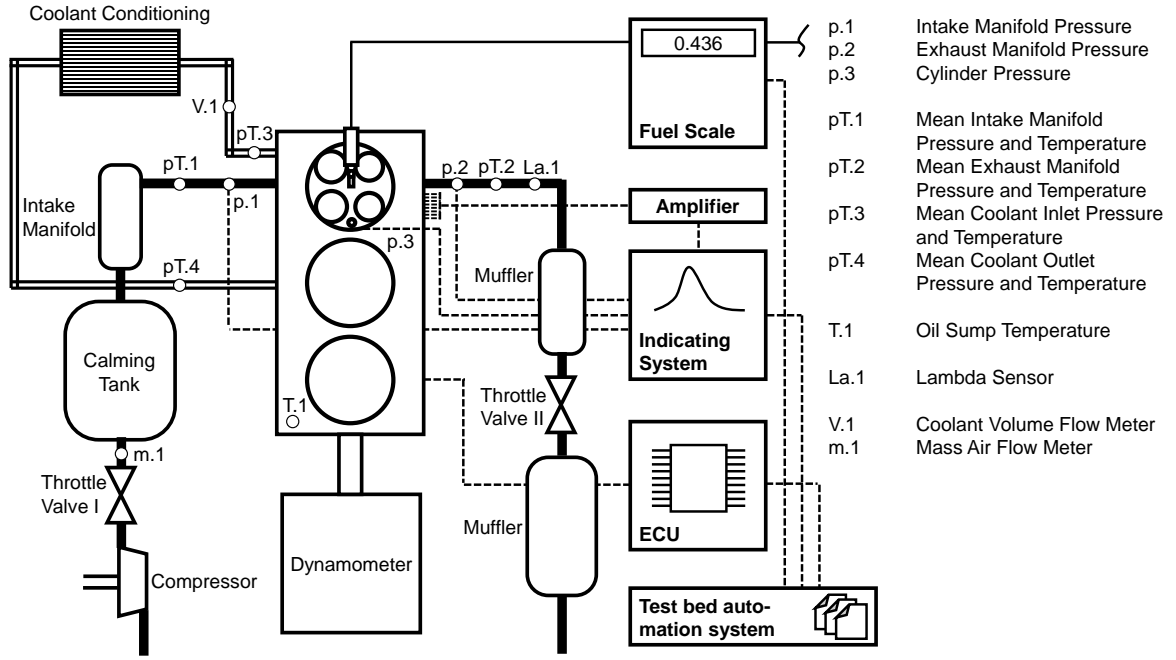 Coolant Conditioning
V.1
pT.3
pT.1
p.1
Intake
Manifold
pT.4
Calming
Tank
m.1
Throttle
Valve I
Compressor
T.1
Dynamometer
p.2
pT.2
La.1
p.3
Muffler
Throttle
Valve II
Muffler
0.436
Fuel Scale
Amplifier
Indicating
System
ECU
Test bed auto-
mation system
p.1 Intake Manifold Pressure
p.2 Exhaust Manifold Pressure
p.3 Cylinder Pressure
pT.1 Mean Intake Manifold
Pressure and Temperature
pT.2 Mean Exhaust Manifold
Pressure and Temperature
pT.3 Mean Coolant Inlet Pressure
and Temperature
pT.4 Mean Coolant Outlet
Pressure and Temperature
T.1 Oil Sump Temperature
La.1 Lambda Sensor
V.1 Coolant Volume Flow Meter
m.1 Mass Air Flow Meter